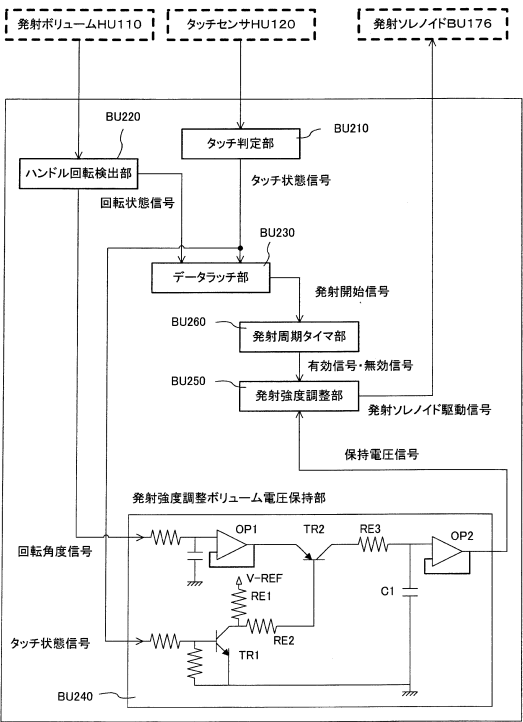 発射ボリュームHU110
タッチセンサHU120
発射ソレノイドBU176
BU220
BU210
タッチ判定部
ハンドル回転検出部
タッチ状態信号
回転状態信号
BU230
データラッチ部
発射開始信号
BU260
発射周期タイマ部
有効信号・無効信号
BU250
発射強度調整部
発射ソレノイド駆動信号
保持電圧信号
発射強度調整ボリューム電圧保持部
OP1
TR2
RE3
OP2
回転角度信号
V-REF
RE1
C1
RE2
タッチ状態信号
TR1
BU240